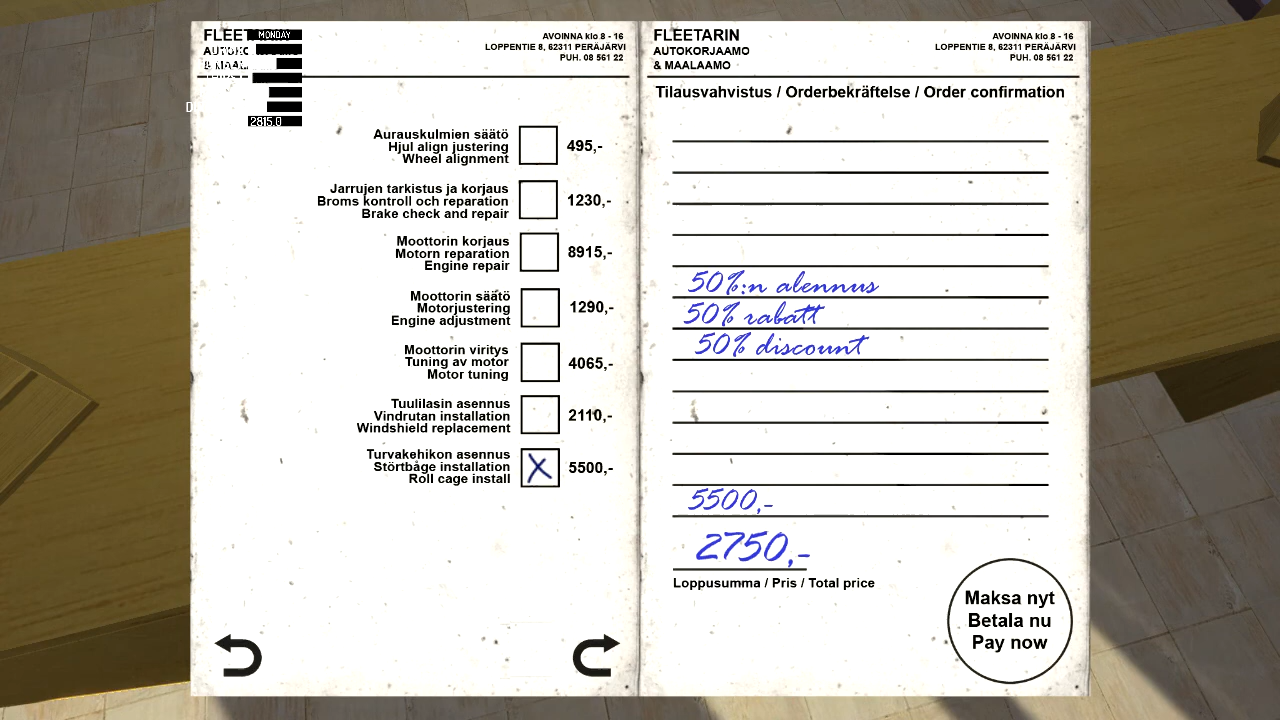 FLEETARIN
AUTOKORJAAMO
& MAALAAMO
AVOINNA klo 8 - 16
LOPPENTIE 8, 62311 PERÄJÄRVI
PUH. 08 561 22
Tilausvahvistus / Orderbekräftelse / Order confirmation
50%:n alennus
50% rabatt
50% discount
5500,-
2750,-
Loppusumma / Pris / Total price
Maksa nyt
Betala nu
Pay now
MONDAY
2815.0
AVOINNA klo 8 - 16
LOPPENTIE 8, 62311 PERÄJÄRVI
PUH. 08 561 22
Aurauskulmien säätö
Hjul align justering
Wheel alignment
495,-
Jarrujen tarkistus ja korjaus
Broms kontroll och reparation
Brake check and repair
1230,-
Moottorin korjaus
Motorn reparation
Engine repair
8915,-
Moottorin säätö
Motorjustering
Engine adjustment
1290,-
Moottorin viritys
Tuning av motor
Motor tuning
4065,-
Tuulilasin asennus
Vindrutan installation
Windshield replacement
2110,-
Turvakehikon asennus
Störtbåge installation
Roll cage install
X
5500,-